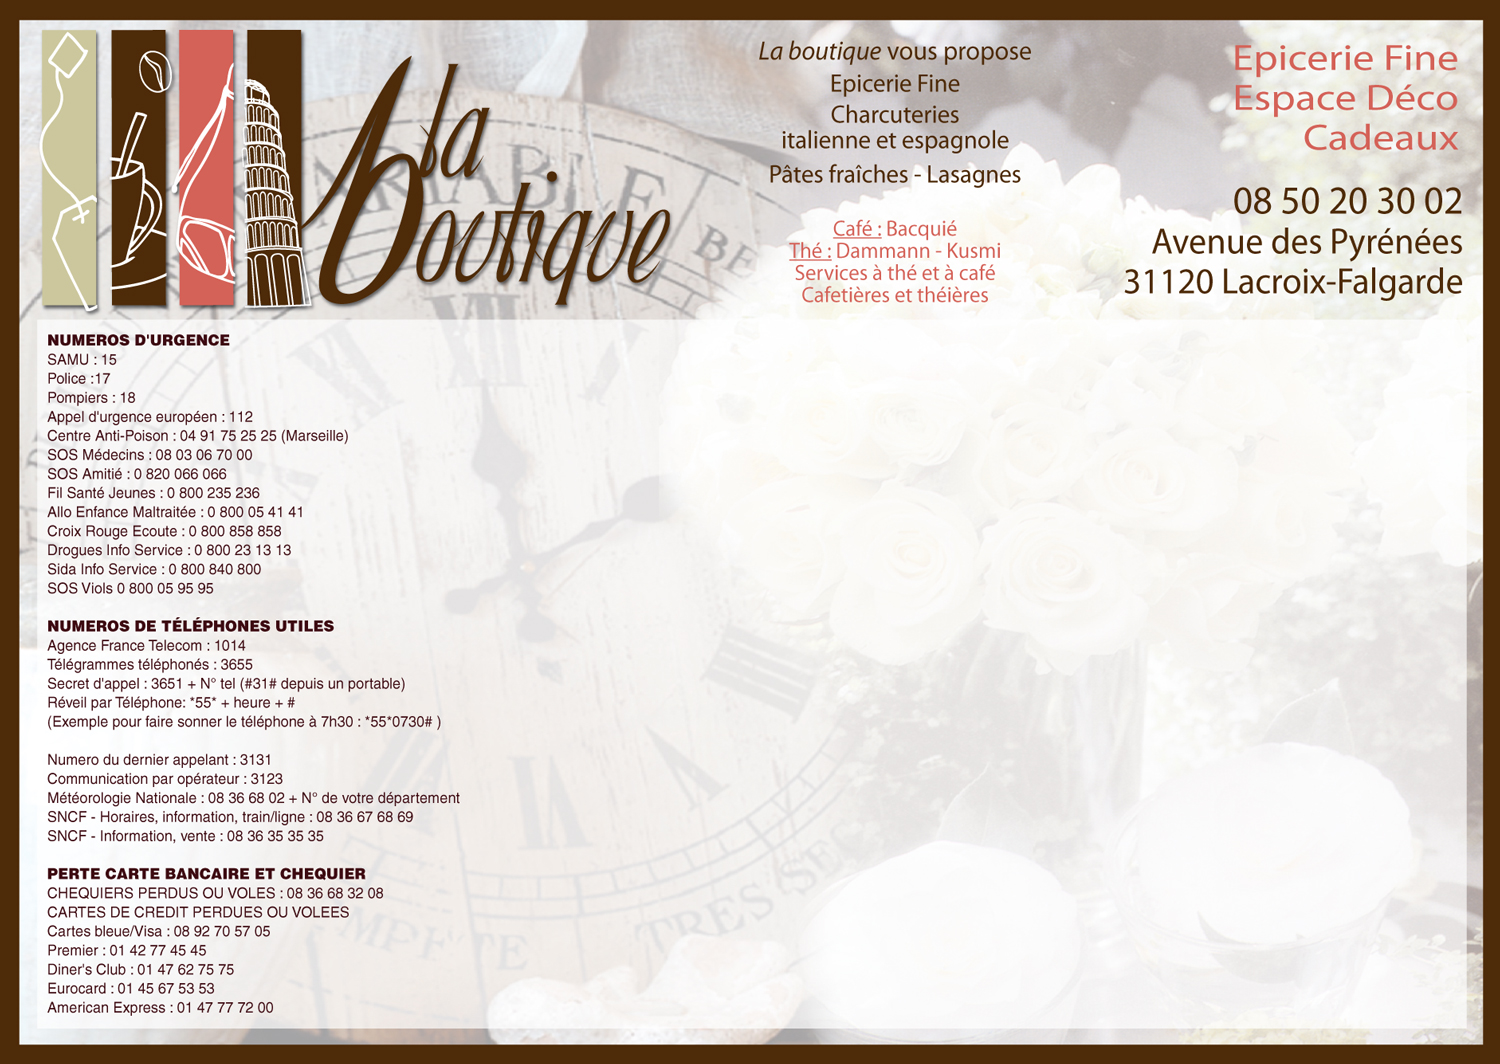 la
boutique
La boutique vous propose
Epicerie Fine
Charcuteries
italienne et espagnole
Pâtes fraîches - Lasagnes
Café : Bacquié
Thé : Dammann - Kusmi
Services à thé et à café
Cafetières et théières
Epicerie Fine
Espace Déco
Cadeaux
08 50 20 30 02
Avenue des Pyrénées
31120 Lacroix-Falgarde
NUMEROS D'URGENCE
SAMU : 15
Police :17
Pompiers : 18
Appel d'urgence européen : 112
Centre Anti-Poison : 04 91 75 25 25 (Marseille)
SOS Médecins : 08 03 06 70 00
SOS Amitié : 0 820 066 066
Fil Santé Jeunes : 0 800 235 236
Allo Enfance Maltraitée : 0 800 05 41 41
Croix Rouge Ecoute : 0 800 858 858
Drogues Info Service : 0 800 23 13 13
Sida Info Service : 0 800 840 800
SOS Viols 0 800 05 95 95
NUMEROS DE TÉLÉPHONES UTILES
Agence France Telecom : 1014
Télégrammes téléphonés : 3655
Secret d'appel : 3651 + N° tel (#31# depuis un portable)
Réveil par Téléphone: *55* + heure + #
(Exemple pour faire sonner le téléphone à 7h30 : *55*0730# )
Numero du dernier appelant : 3131
Communication par opérateur : 3123
Météorologie Nationale : 08 36 68 02 + N° de votre département
SNCF - Horaires, information, train/ligne : 08 36 67 68 69
SNCF - Information, vente : 08 36 35 35 35
PERTE CARTE BANCAIRE ET CHEQUIER
CHEQUIERS PERDUS OU VOLES : 08 36 68 32 08
CARTES DE CREDIT PERDUES OU VOLEES
Cartes bleue/Visa : 08 92 70 57 05
Premier : 01 42 77 45 45
Diner's Club : 01 47 62 75 75
Eurocard : 01 45 67 53 53
American Express : 01 47 77 72 00